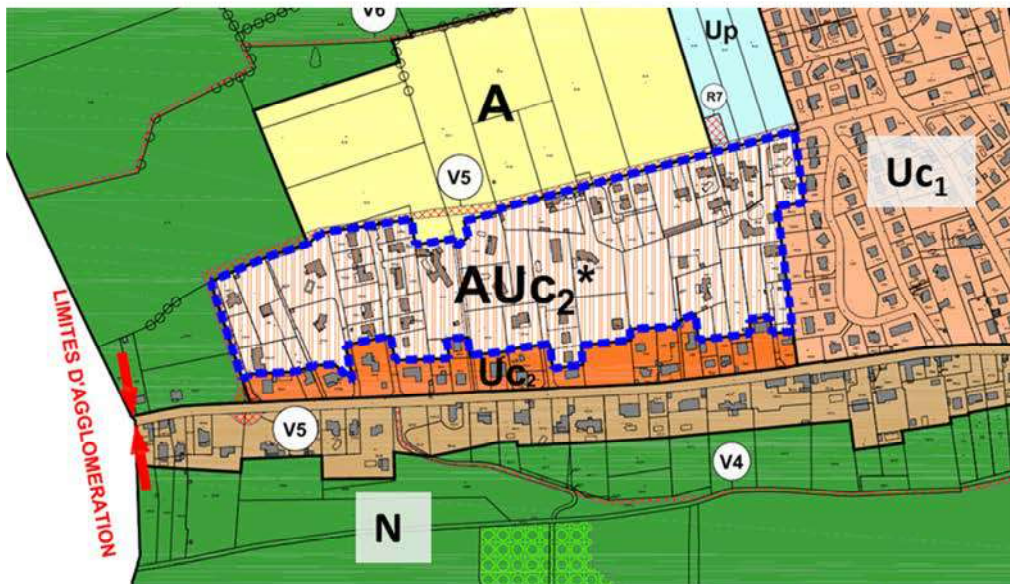 V6
Up
A
R7
V5
Uc₁
AUc₂*
LIMITES D'AGGLOMERATION
Uc₂
V5
V4
N